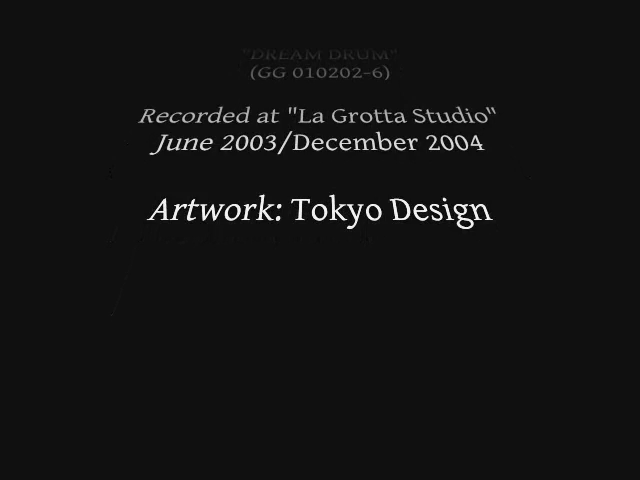 "DREAM DRUM"
(GG 010202-6)
Recorded at "La Grotta Studio"
June 2003/December 2004
Artwork: Tokyo Design